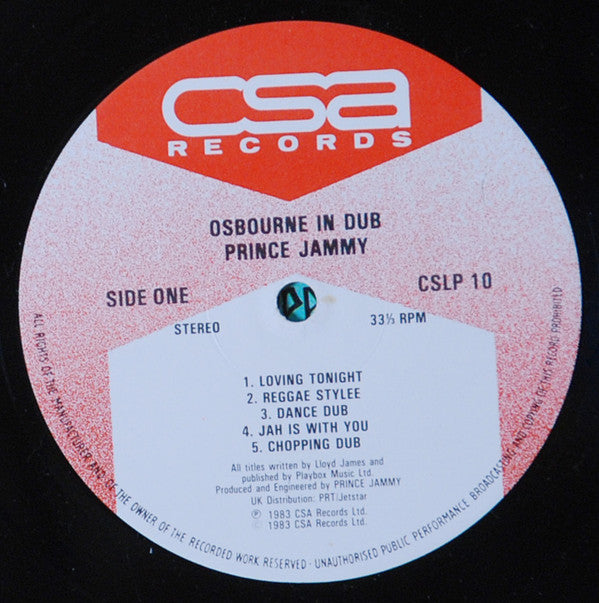 csa
RECORDS
OSBOURNE IN DUB
PRINCE JAMMY
SIDE ONE
CSLP 10
STEREO
33⅓ RPM
1. LOVING TONIGHT
2. REGGAE STYLEE
3. DANCE DUB
4. JAH IS WITH YOU
5. CHOPPING DUB
All titles written by Lloyd James and
published by Playbox Music Ltd.
Produced and Engineered by PRINCE JAMMY
UK Distribution: PRT/Jetstar
℗ 1983 CSA Records Ltd.
© 1983 CSA Records Ltd.
ALL RIGHTS OF THE MANUFACTURER AND OF THE OWNER OF THE RECORDED WORK RESERVED - UNAUTHORISED PUBLIC PERFORMANCE BROADCASTING AND COPYING OF THIS RECORD PROHIBITED